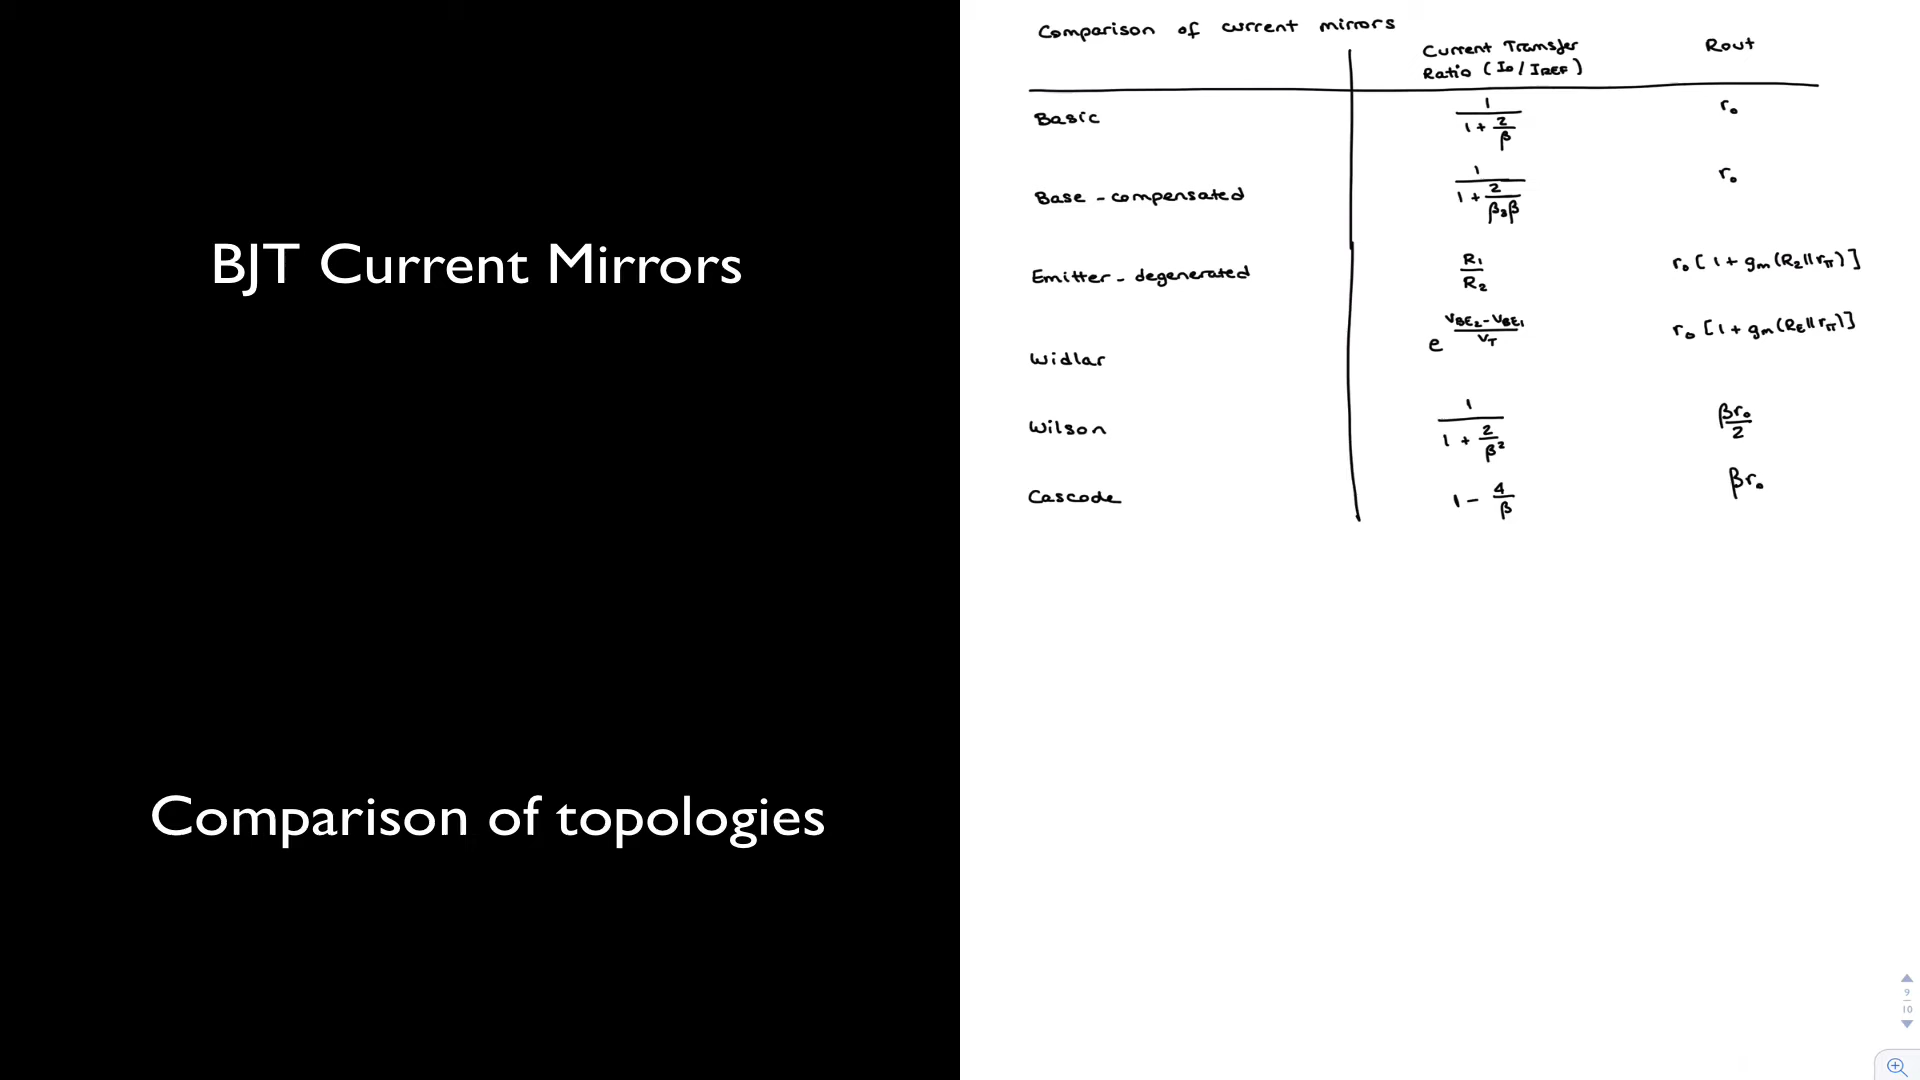 BJT Current Mirrors
Comparison of topologies
Comparison of current mirrors
Current Transfer Ratio (Io / IREF) Rout
Basic 1/(1 + 2/β) ro
Base - compensated 1/(1 + 2/(β3β)) ro
Emitter - degenerated R1/R2 ro [1 + gm (R2 || rπ)]
Widlar e^((VBE2 - VBE1)/VT) ro [1 + gm (RE || rπ)]
Wilson 1/(1 + 2/β²) βro/2
Cascode 1 - 4/β βro
9
10